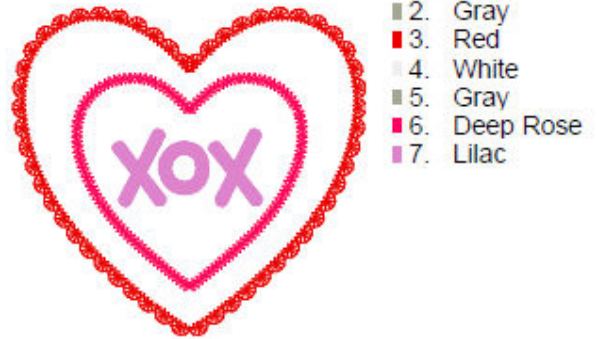 XOX
2. Gray
3. Red
4. White
5. Gray
6. Deep Rose
7. Lilac